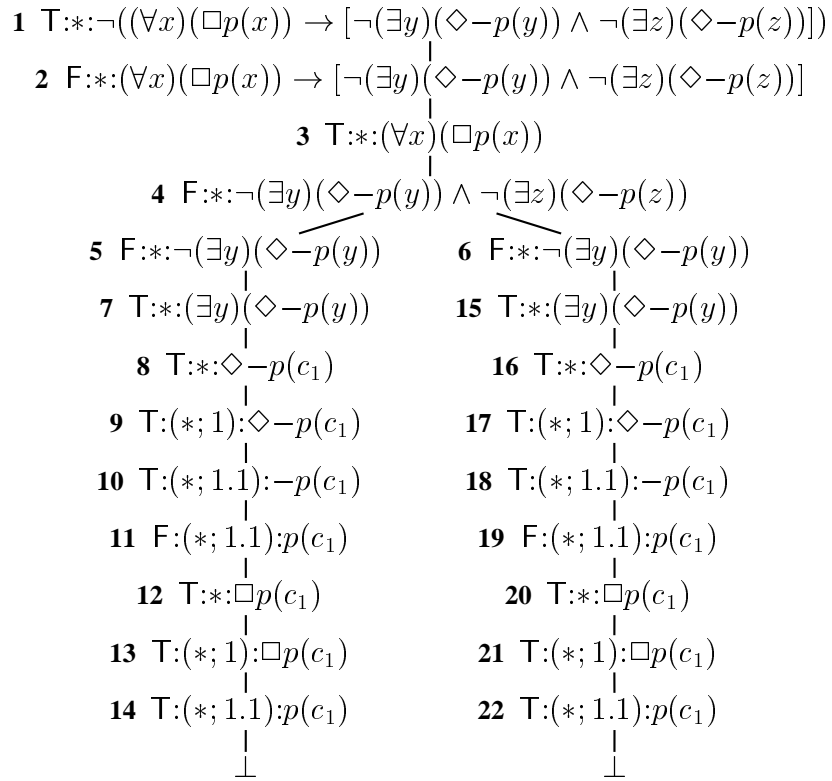 1 T:∗:¬((∀x)(□p(x)) → [¬(∃y)(◇−p(y)) ∧ ¬(∃z)(◇−p(z))])
2 F:∗:(∀x)(□p(x)) → [¬(∃y)(◇−p(y)) ∧ ¬(∃z)(◇−p(z))]
3 T:∗:(∀x)(□p(x))
4 F:∗:¬(∃y)(◇−p(y)) ∧ ¬(∃z)(◇−p(z))
5 F:∗:¬(∃y)(◇−p(y))
6 F:∗:¬(∃y)(◇−p(y))
7 T:∗:(∃y)(◇−p(y))
15 T:∗:(∃y)(◇−p(y))
8 T:∗:◇−p(c₁)
16 T:∗:◇−p(c₁)
9 T:(∗; 1):◇−p(c₁)
17 T:(∗; 1):◇−p(c₁)
10 T:(∗; 1.1):−p(c₁)
18 T:(∗; 1.1):−p(c₁)
11 F:(∗; 1.1):p(c₁)
19 F:(∗; 1.1):p(c₁)
12 T:∗:□p(c₁)
20 T:∗:□p(c₁)
13 T:(∗; 1):□p(c₁)
21 T:(∗; 1):□p(c₁)
14 T:(∗; 1.1):p(c₁)
22 T:(∗; 1.1):p(c₁)
⊥
⊥